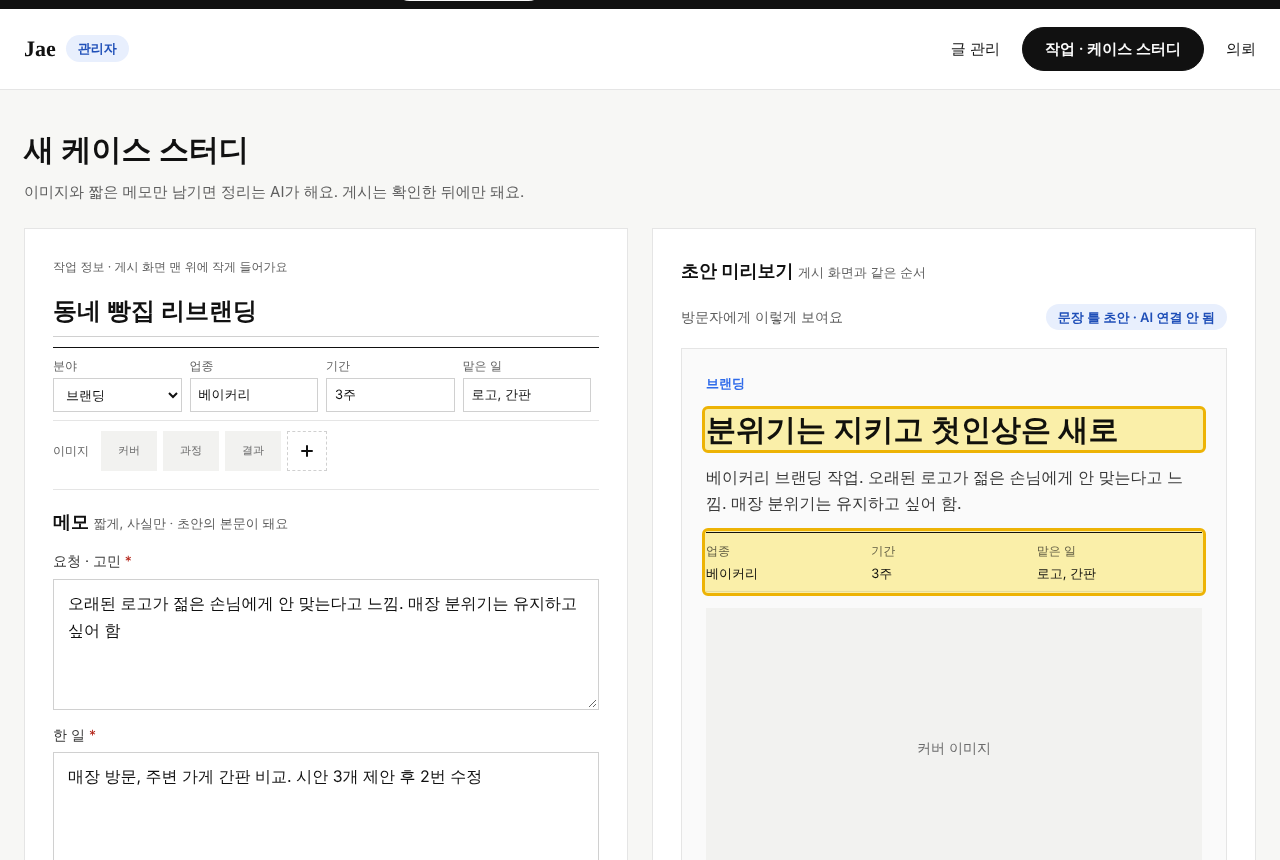 Jae 관리자 글 관리 작업 · 케이스 스터디 의뢰
새 케이스 스터디
이미지와 짧은 메모만 남기면 정리는 AI가 해요. 게시는 확인한 뒤에만 돼요.
작업 정보 · 게시 화면 맨 위에 작게 들어가요
동네 빵집 리브랜딩
분야 업종 기간 맡은 일
브랜딩 베이커리 3주 로고, 간판
이미지 커버 과정 결과 +
메모 짧게, 사실만 · 초안의 본문이 돼요
요청 · 고민 *
오래된 로고가 젊은 손님에게 안 맞는다고 느낌. 매장 분위기는 유지하고
싶어 함
한 일 *
매장 방문, 주변 가게 간판 비교. 시안 3개 제안 후 2번 수정
초안 미리보기 게시 화면과 같은 순서
방문자에게 이렇게 보여요 문장 틀 초안 · AI 연결 안 됨
브랜딩
분위기는 지키고 첫인상은 새로
베이커리 브랜딩 작업. 오래된 로고가 젊은 손님에게 안 맞는다고 느
낌. 매장 분위기는 유지하고 싶어 함.
업종 기간 맡은 일
베이커리 3주 로고, 간판
커버 이미지